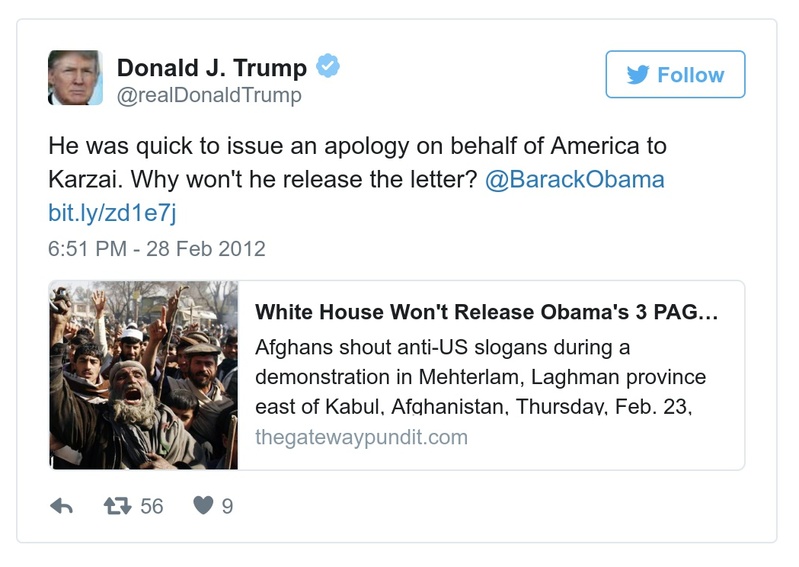 Donald J. Trump
@realDonaldTrump
Follow
He was quick to issue an apology on behalf of America to
Karzai. Why won't he release the letter? @BarackObama
bit.ly/zd1e7j
6:51 PM - 28 Feb 2012
White House Won't Release Obama's 3 PAG...
Afghans shout anti-US slogans during a
demonstration in Mehterlam, Laghman province
east of Kabul, Afghanistan, Thursday, Feb. 23,
thegatewaypundit.com
56
9